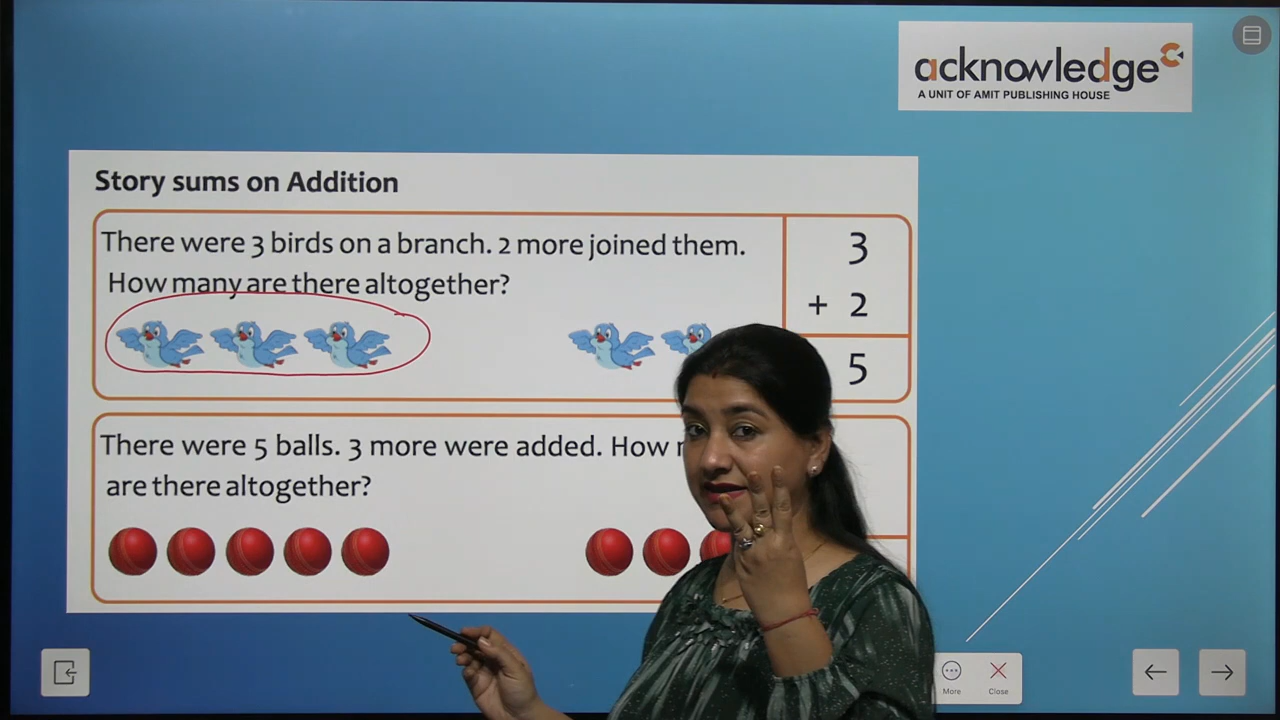 acknowledge
A UNIT OF AMIT PUBLISHING HOUSE
Story sums on Addition
There were 3 birds on a branch. 2 more joined them.
How many are there altogether?
3
+ 2
5
There were 5 balls. 3 more were added. How
are there altogether?
More
Close